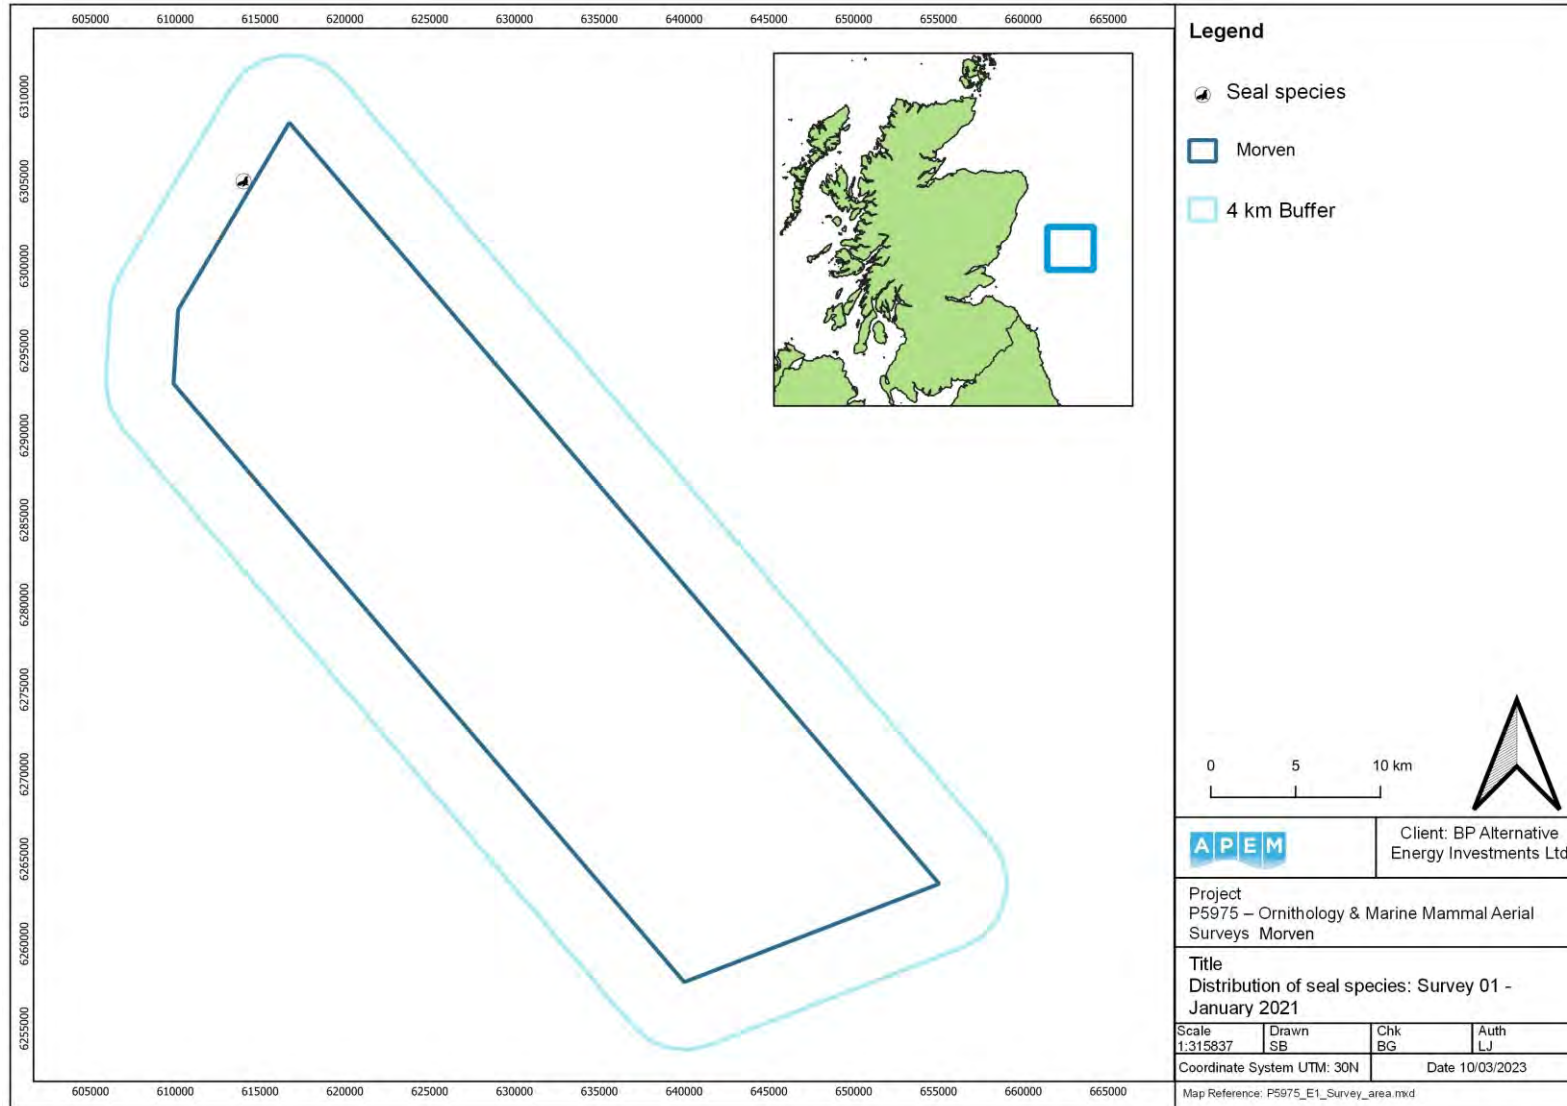 605000 610000 615000 620000 625000 630000 635000 640000 645000 650000 655000 660000 665000
6310000
6305000
6300000
6295000
6290000
6285000
6280000
6275000
6270000
6265000
6260000
6255000
605000 610000 615000 620000 625000 630000 635000 640000 645000 650000 655000 660000 665000
Legend
Seal species
Morven
4 km Buffer
0 5 10 km
APEM
Client: BP Alternative
Energy Investments Ltd
Project
P5975 – Ornithology & Marine Mammal Aerial
Surveys Morven
Title
Distribution of seal species: Survey 01 -
January 2021
Scale
1:315837
Drawn
SB
Chk
BG
Auth
LJ
Coordinate System UTM: 30N
Date 10/03/2023
Map Reference: P5975_E1_Survey_area.mxd